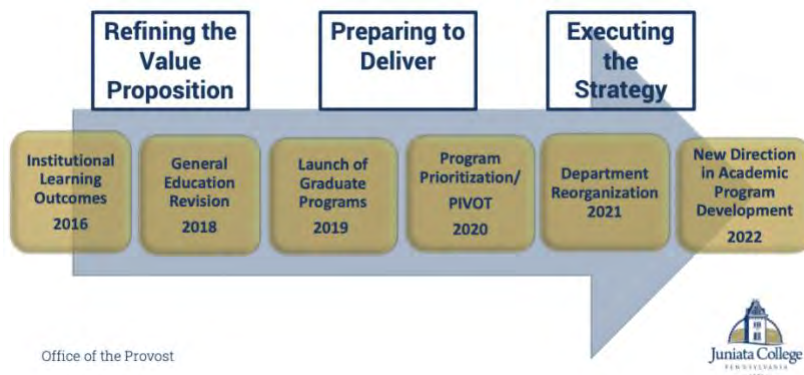 Refining the
Value
Proposition
Preparing to
Deliver
Executing
the
Strategy
Institutional
Learning
Outcomes
2016
General
Education
Revision
2018
Launch of
Graduate
Programs
2019
Program
Prioritization/
PIVOT
2020
Department
Reorganization
2021
New Direction
in Academic
Program
Development
2022
Office of the Provost
Juniata College
PENNSYLVANIA